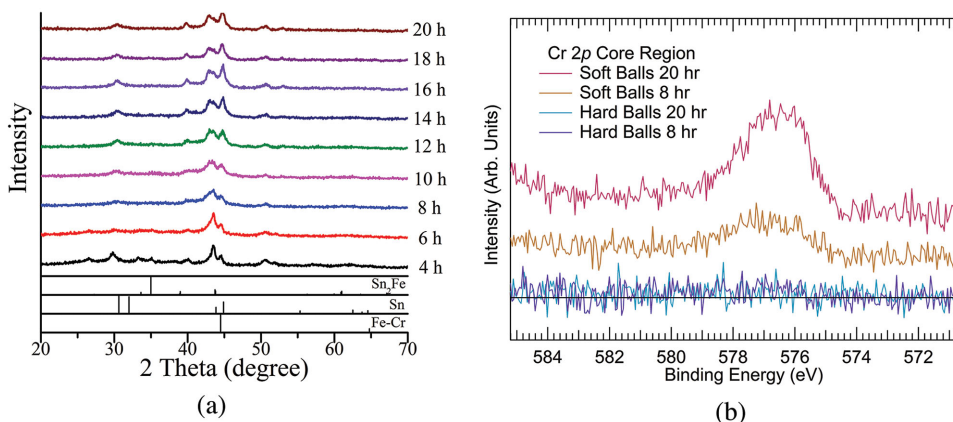 Intensity
20 h
18 h
16 h
14 h
12 h
10 h
8 h
6 h
4 h
Sn2Fe
Sn
Fe-Cr
20 30 40 50 60 70
2 Theta (degree)
(a)
Intensity (Arb. Units)
Cr 2p Core Region
Soft Balls 20 hr
Soft Balls 8 hr
Hard Balls 20 hr
Hard Balls 8 hr
584 582 580 578 576 574 572
Binding Energy (eV)
(b)